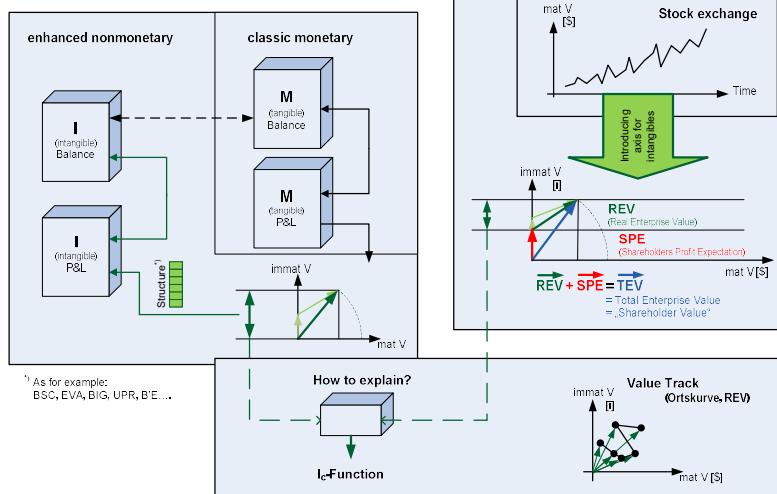 enhanced nonmonetary
classic monetary
M
(tangible)
Balance
I
(intangible)
Balance
M
(tangible)
P&L
I
(intangible)
P&L
Structure*)
immat V
mat V
*) As for example:
BSC, EVA, BIG, UPR, B'E....
mat V
[$]
Stock exchange
Time
Introducing
axis for
intangibles
immat V
[I]
REV
(Real Enterprise Value)
SPE
(Shareholders Profit Expectation)
mat V [$]
REV + SPE = TEV
= Total Enterprise Value
= „Shareholder Value“
How to explain?
Ic-Function
Value Track
(Ortskurve, REV)
immat V
[I]
mat V [$]